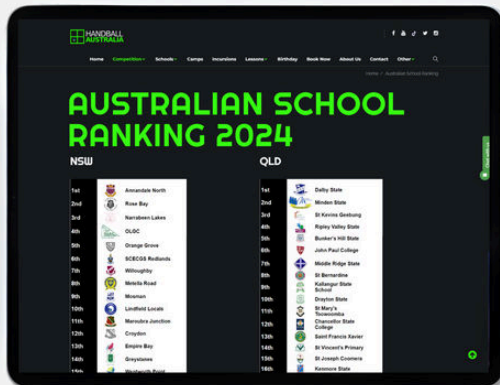 HANDBALL
AUSTRALIA
Home Competition Schools Camps Incursions Lessons Birthday Book Now About Us Contact Other
Home / Australian School Ranking
AUSTRALIAN SCHOOL
RANKING 2024
NSW
1st Annandale North
2nd Rose Bay
3rd Narrabeen Lakes
4th OLGC
5th Orange Grove
6th SCECGS Redlands
7th Willoughby
8th Metella Road
9th Mosman
10th Lindfield Locals
11th Maroubra Junction
12th Croydon
13th Empire Bay
14th Greystanes
15th Wentworth Point
QLD
1st Dalby State
2nd Minden State
3rd St Kevins Geebung
4th Ripley Valley State
5th Bunker's Hill State
6th John Paul College
7th Middle Ridge State
8th St Bernardine
9th Kallangur State
School
10th Drayton State
11th St Mary's
Toowoomba
12th Chancellor State
College
13th Saint Francis Xavier
14th St Vincent's Primary
15th St Joseph Coomera
16th Kenmore State